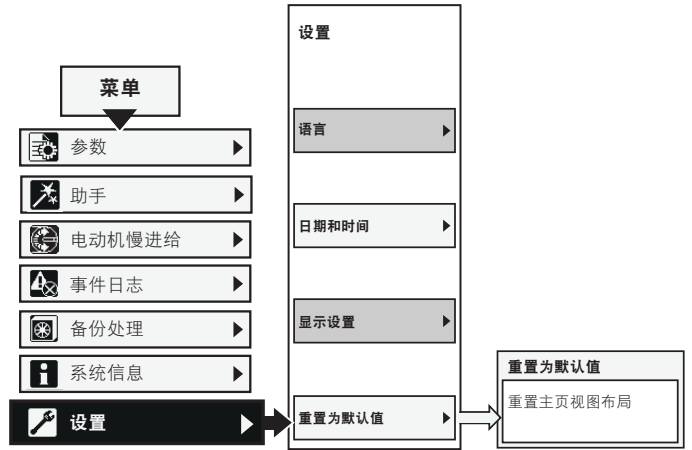 菜单
参数
助手
电动机慢进给
事件日志
备份处理
系统信息
设置
设置
语言
日期和时间
显示设置
重置为默认值
重置为默认值
重置主页视图布局